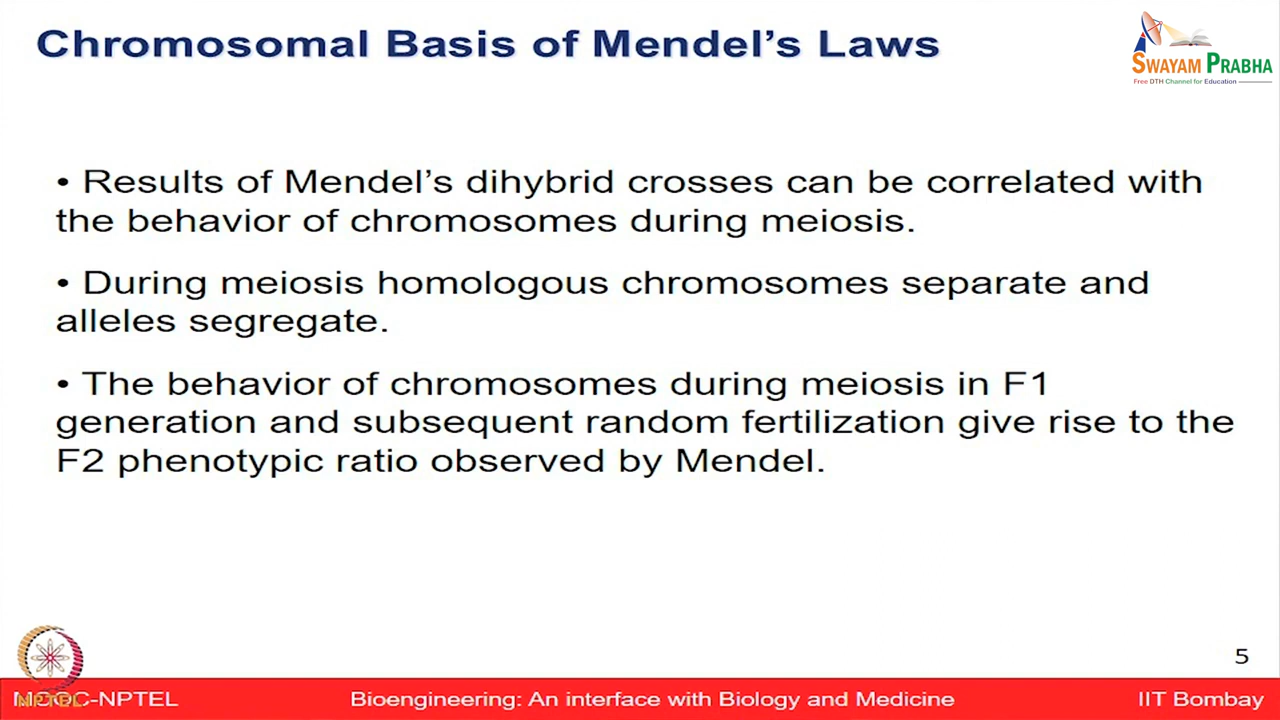 Chromosomal Basis of Mendel's Laws
SWAYAM PRABHA
Free DTH Channel for Education
• Results of Mendel's dihybrid crosses can be correlated with
the behavior of chromosomes during meiosis.
• During meiosis homologous chromosomes separate and
alleles segregate.
• The behavior of chromosomes during meiosis in F1
generation and subsequent random fertilization give rise to the
F2 phenotypic ratio observed by Mendel.
5
NPTEL
MOOC-NPTEL Bioengineering: An interface with Biology and Medicine IIT Bombay